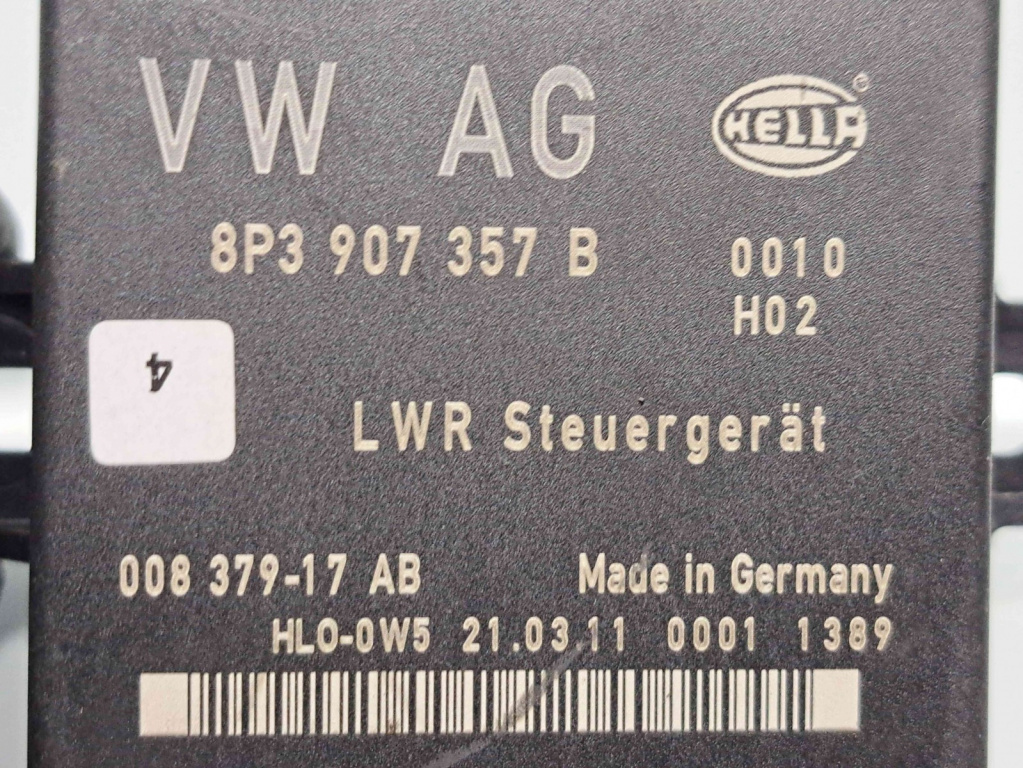 VW AG HELLA ®
8P3 907 357 B 0010
H02
4
LWR Steuergerät
008 379-17 AB Made in Germany
HLO-0W5 21.03.11 0001 1389